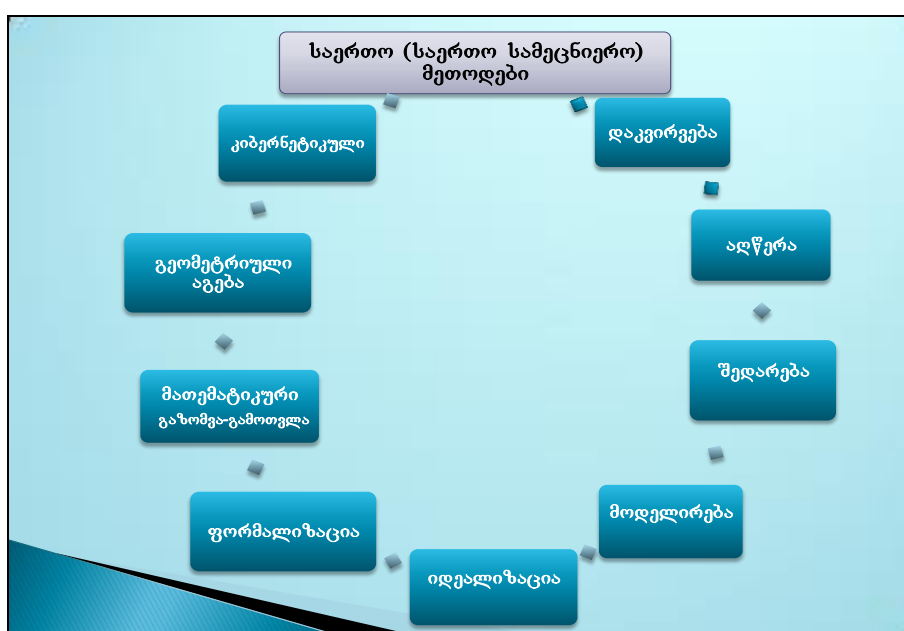 საერთო (საერთო სამეცნიერო)
მეთოდები
დაკვირვება
აღწერა
შედარება
მოდელირება
იდეალიზაცია
ფორმალიზაცია
მათემატიკური
გაზომვა-გამოთვლა
გეომეტრიული
აგება
კიბერნეტიკული